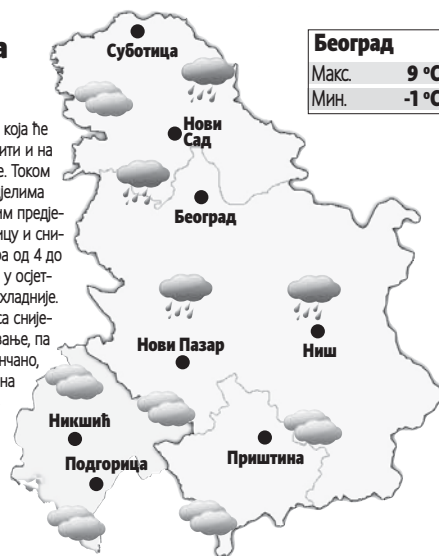 а
која ће
ити и на
е. Током
јелима
им предје-
ицу и сни-
ра од 4 до
у осјет-
хладније.
са сније-
вање, па
нчано,
на
Београд
Макс. 9 °C
Мин. -1 °C
Суботица
Нови
Сад
Београд
Нови Пазар
Ниш
Никшић
Подгорица
Приштина